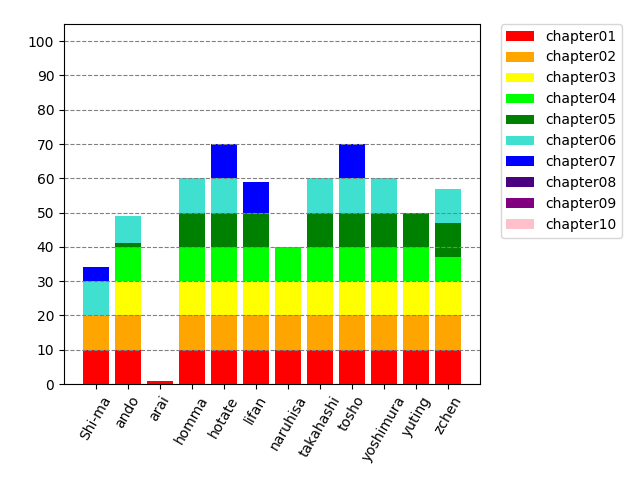 100
90
80
70
60
50
40
30
20
10
0
Shi-ma
ando
arai
homma
hotate
lifan
naruhisa
takahashi
tosho
yoshimura
yuting
zchen
chapter01
chapter02
chapter03
chapter04
chapter05
chapter06
chapter07
chapter08
chapter09
chapter10